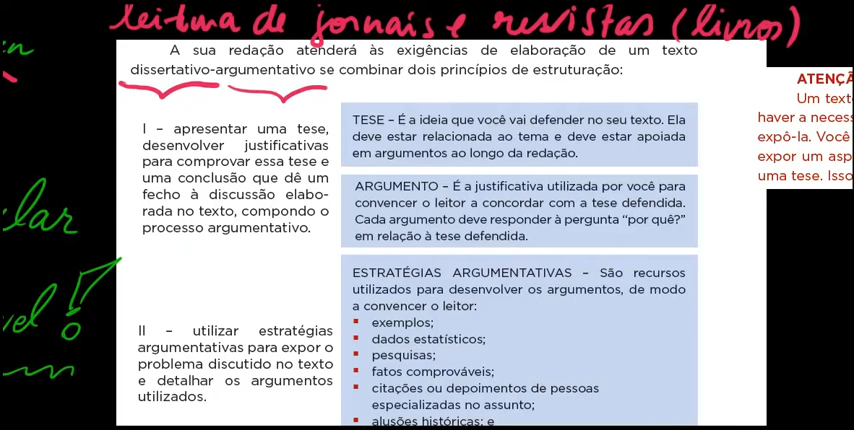 leitura de jornais e revistas (livros)
A sua redação atenderá às exigências de elaboração de um texto
dissertativo-argumentativo se combinar dois princípios de estruturação:
I – apresentar uma tese,
desenvolver justificativas
para comprovar essa tese e
uma conclusão que dê um
fecho à discussão elabo-
rada no texto, compondo o
processo argumentativo.
TESE – É a ideia que você vai defender no seu texto. Ela
deve estar relacionada ao tema e deve estar apoiada
em argumentos ao longo da redação.
ARGUMENTO – É a justificativa utilizada por você para
convencer o leitor a concordar com a tese defendida.
Cada argumento deve responder à pergunta “por quê?”
em relação à tese defendida.
II – utilizar estratégias
argumentativas para expor o
problema discutido no texto
e detalhar os argumentos
utilizados.
ESTRATÉGIAS ARGUMENTATIVAS – São recursos
utilizados para desenvolver os argumentos, de modo
a convencer o leitor:
exemplos;
dados estatísticos;
pesquisas;
fatos comprováveis;
citações ou depoimentos de pessoas
especializadas no assunto;
alusões históricas; e
ATENÇÃ
Um text
haver a necess
expô-la. Você
expor um asp
uma tese. Isso
lar
vel